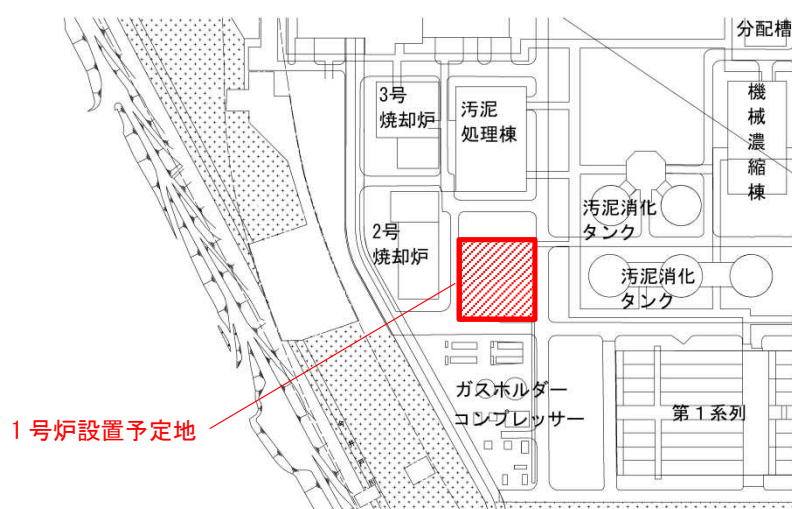 分配槽
3号
焼却炉
汚泥
処理棟
機
械
濃
縮
棟
汚泥消化
タンク
2号
焼却炉
汚泥消化
タンク
ガスホルダー
コンプレッサー
第１系列
１号炉設置予定地